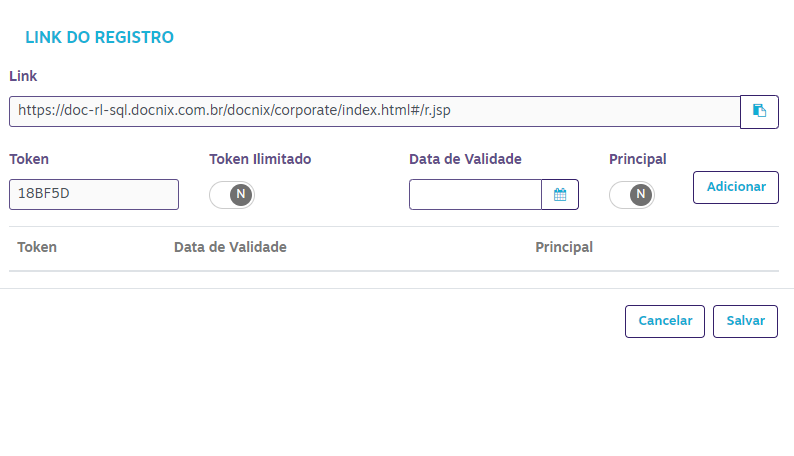 LINK DO REGISTRO
Link
https://doc-rl-sql.docnix.com.br/docnix/corporate/index.html#/r.jsp
Token Token Ilimitado Data de Validade Principal
18BF5D N N Adicionar
Token Data de Validade Principal
Cancelar Salvar